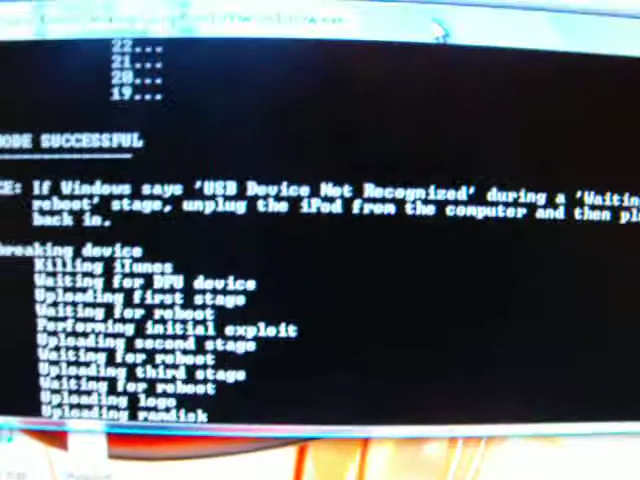 22...
21...
20...
19...
MODE SUCCESSFUL
CE: If Windows says 'USB Device Not Recognized' during a 'Waitin
reboot' stage, unplug the iPod from the computer and then pl
back in.
breaking device
Killing iTunes
Waiting for DFU device
Uploading first stage
Waiting for reboot
Performing initial exploit
Uploading second stage
Waiting for reboot
Uploading third stage
Waiting for reboot
Uploading logo
Uploading ramdisk